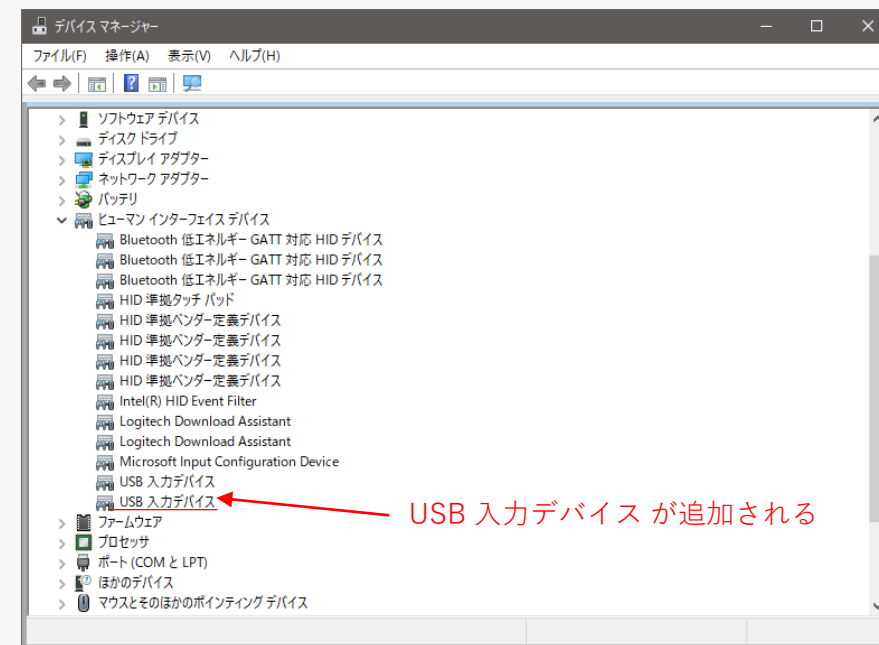 デバイス マネージャー
ファイル(F) 操作(A) 表示(V) ヘルプ(H)
ソフトウェア デバイス
ディスク ドライブ
ディスプレイ アダプター
ネットワーク アダプター
バッテリ
ヒューマン インターフェイス デバイス
Bluetooth 低エネルギー GATT 対応 HID デバイス
Bluetooth 低エネルギー GATT 対応 HID デバイス
Bluetooth 低エネルギー GATT 対応 HID デバイス
HID 準拠タッチ パッド
HID 準拠ベンダー定義デバイス
HID 準拠ベンダー定義デバイス
HID 準拠ベンダー定義デバイス
HID 準拠ベンダー定義デバイス
Intel(R) HID Event Filter
Logitech Download Assistant
Logitech Download Assistant
Microsoft Input Configuration Device
USB 入力デバイス
USB 入力デバイス
USB 入力デバイス が追加される
ファームウェア
プロセッサ
ポート (COM と LPT)
ほかのデバイス
マウスとそのほかのポインティング デバイス